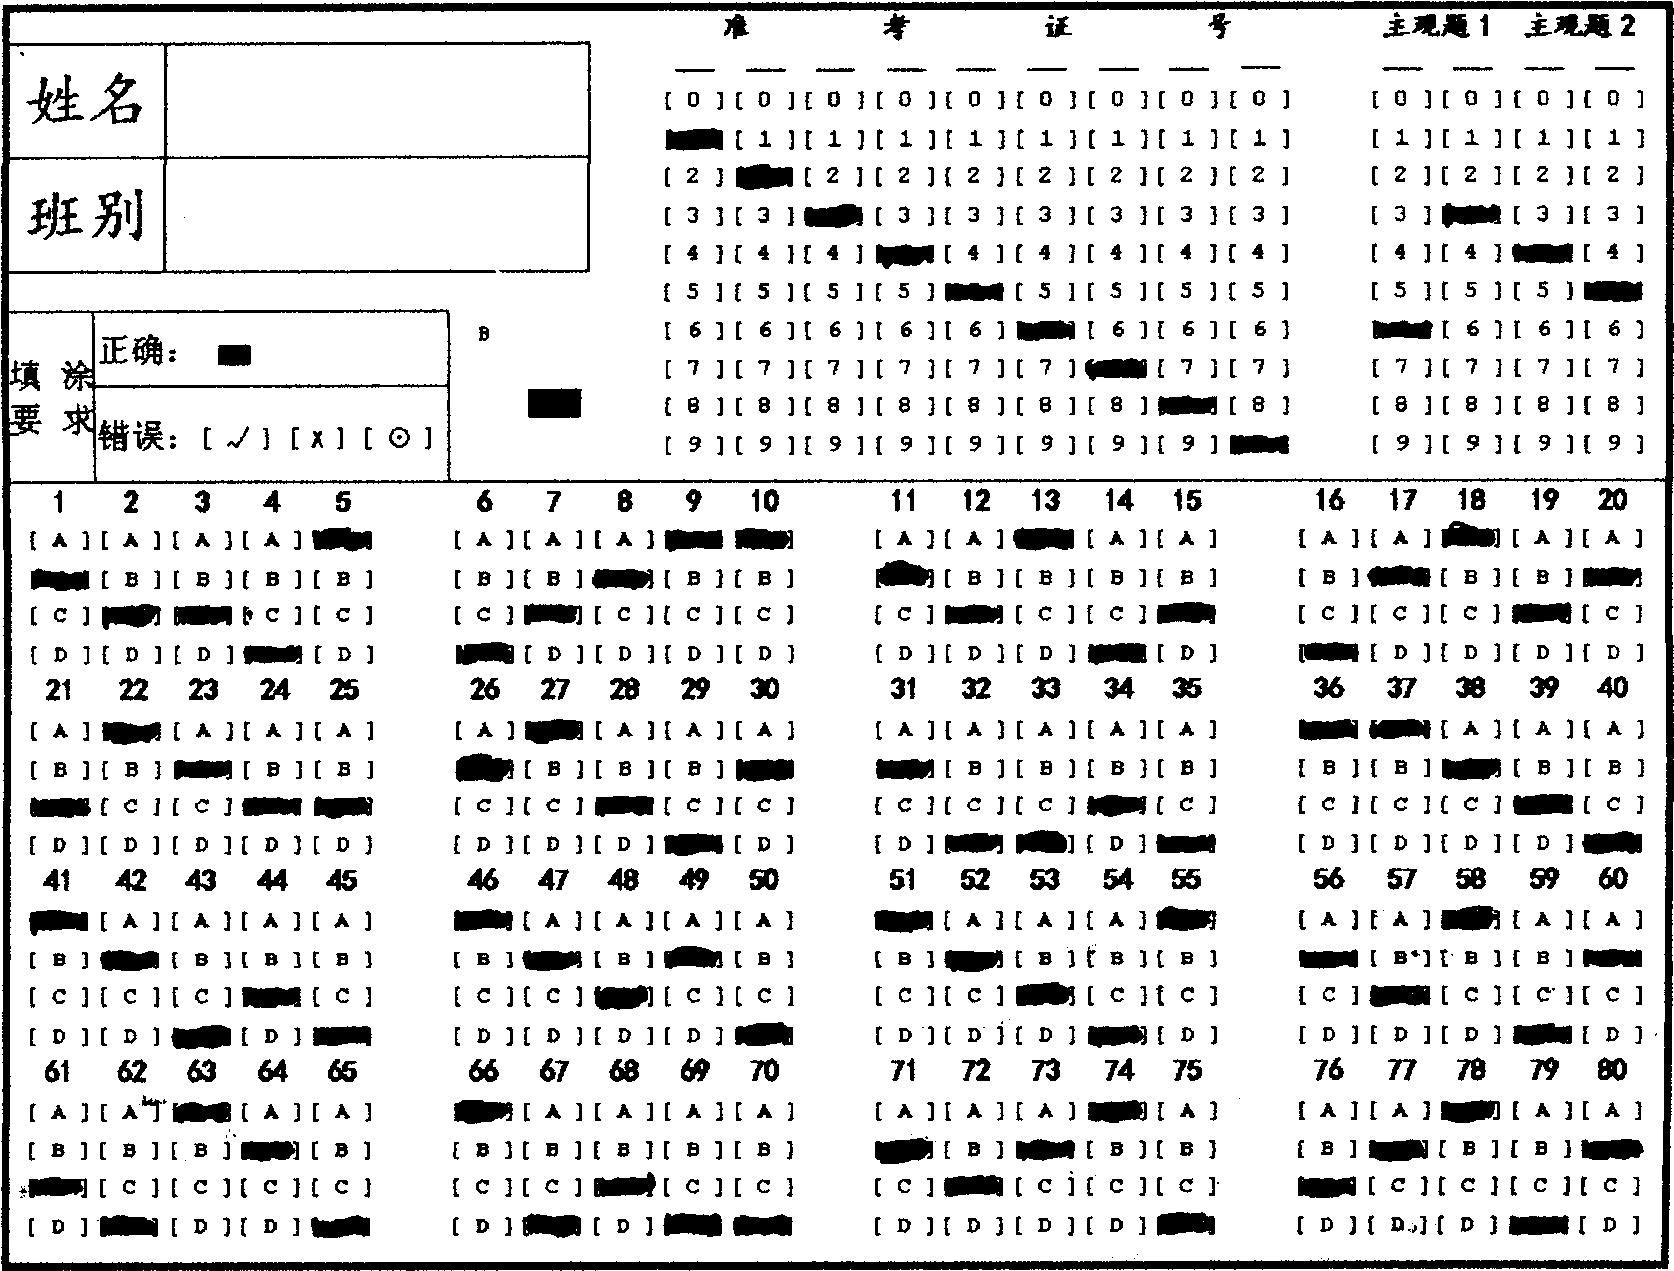 准 考 证 号 主观题1 主观题2
姓名
[0][0][0][0][0][0][0][0][0] [0][0][0][0]
[1][1][1][1][1][1][1][1] [1][1][1][1]
[2][2][2][2][2][2][2][2] [2][2][2][2]
班别
[3][3][3][3][3][3][3][3] [3][3][3]
[4][4][4][4][4][4][4][4] [4][4][4]
[5][5][5][5][5][5][5][5] [5][5][5]
B
[6][6][6][6][6][6][6][6] [6][6][6]
填涂要求
正确：
[7][7][7][7][7][7][7][7] [7][7][7][7]
[8][8][8][8][8][8][8][8] [8][8][8][8]
错误： [√] [x] [⊙]
[9][9][9][9][9][9][9][9] [9][9][9][9]
1 2 3 4 5 6 7 8 9 10 11 12 13 14 15 16 17 18 19 20
[A][A][A][A] [A][A][A] [A][A][A][A] [A][A][A][A]
[B][B][B][B] [B][B][B][B] [B][B][B][B] [B][B][B]
[C][C][C] [C][C][C][C] [C][C][C] [C][C][C][C]
[D][D][D][D] [D][D][D][D] [D][D][D][D] [D][D][D][D]
21 22 23 24 25 26 27 28 29 30 31 32 33 34 35 36 37 38 39 40
[A][A][A][A] [A][A][A][A] [A][A][A][A][A] [A][A][A]
[B][B][B][B] [B][B][B] [B][B][B][B] [B][B][B][B]
[C][C] [C][C][C][C] [C][C][C][C] [C][C][C][C]
[D][D][D][D][D] [D][D][D][D] [D][D] [D][D][D][D]
41 42 43 44 45 46 47 48 49 50 51 52 53 54 55 56 57 58 59 60
[A][A][A][A] [A][A][A][A] [A][A][A] [A][A][A][A]
[B][B][B][B] [B][B][B] [B][B][B][B] [B][B][B]
[C][C][C][C] [C][C][C][C] [C][C][C][C] [C][C][C][C]
[D][D][D] [D][D][D][D] [D][D][D][D] [D][D][D][D]
61 62 63 64 65 66 67 68 69 70 71 72 73 74 75 76 77 78 79 80
[A][A][A][A] [A][A][A][A] [A][A][A][A] [A][A][A][A]
[B][B][B][B] [B][B][B][B][B] [B][B][B] [B][B][B]
[C][C][C][C] [C][C][C][C] [C][C][C][C] [C][C][C][C]
[D][D][D] [D][D] [D][D][D][D] [D][D][D][D]